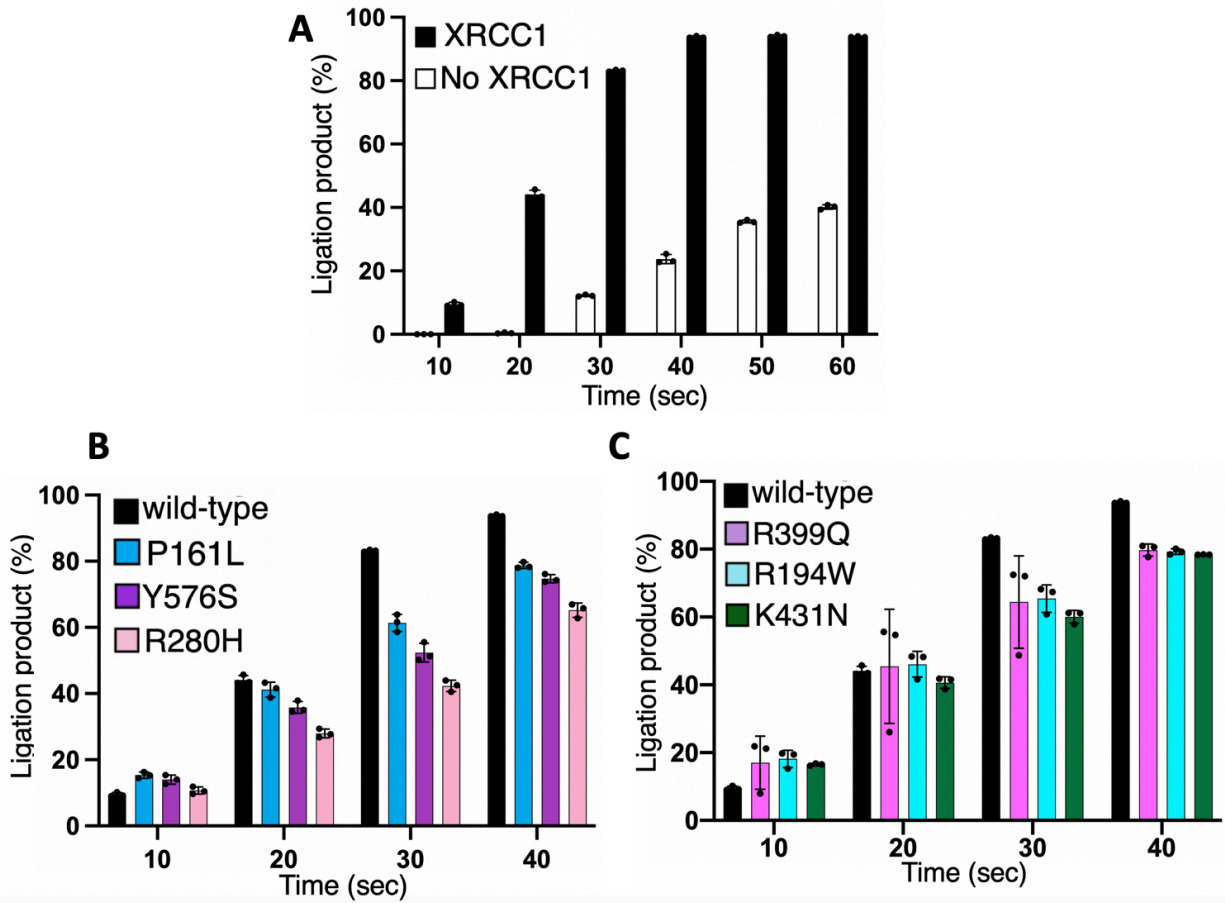 A
Ligation product (%)
100
80
60
40
20
0
XRCC1
No XRCC1
10 20 30 40 50 60
Time (sec)
B
Ligation product (%)
100
80
60
40
20
0
wild-type
P161L
Y576S
R280H
10 20 30 40
Time (sec)
C
Ligation product (%)
100
80
60
40
20
0
wild-type
R399Q
R194W
K431N
10 20 30 40
Time (sec)